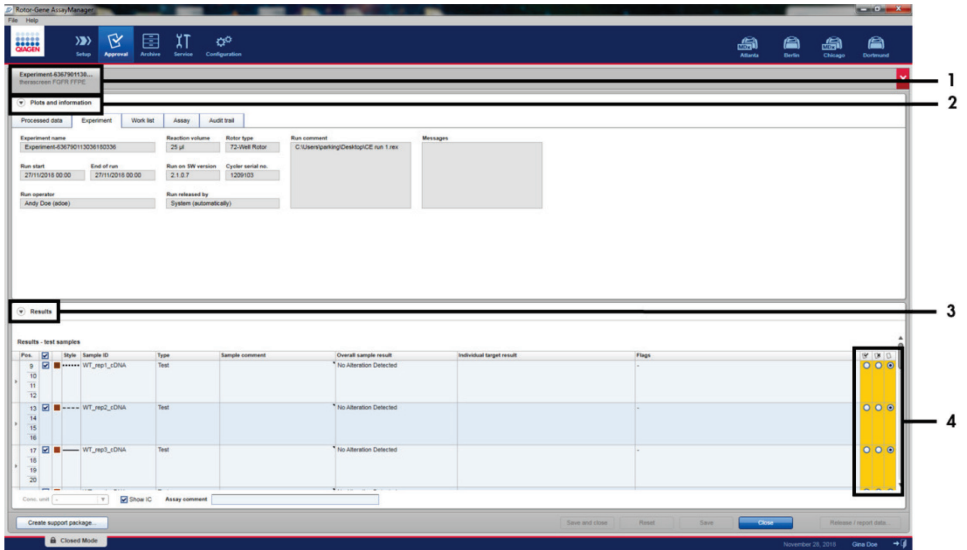 Rotor-Gene AssayManager
File Help
QIAGEN
Setup Approval Archive Service Configuration
Atlanta Berlin Chicago Dortmund
Experiment-6367901138....
therascreen FGFR FFPE
1
Plots and information
2
Processed data Experiment Work list Assay Audit trail
Experiment name Reaction volume Rotor type Run comment Messages
Experiment-636790113036180336 25 µl 72-Well Rotor C:\Users\parking\Desktop\CE run 1.rex
Run start End of run Run on SW version Cycler serial no.
27/11/2018 00:00 27/11/2018 00:00 2.1.0.7 1209103
Run operator Run released by
Andy Doe (adoe) System (automatically)
Results
3
Results - test samples
Pos. Style Sample ID Type Sample comment Overall sample result Individual target result Flags
9 WT_rep1_cDNA Test No Alteration Detected -
10
11
12
13 WT_rep2_cDNA Test No Alteration Detected -
14
15
16
4
17 WT_rep3_cDNA Test No Alteration Detected -
18
19
20
Conc. unit - Show IC Assay comment
Create support package... Save and close Reset Save Close Release / report data...
Closed Mode November 28, 2018 Gina Doe